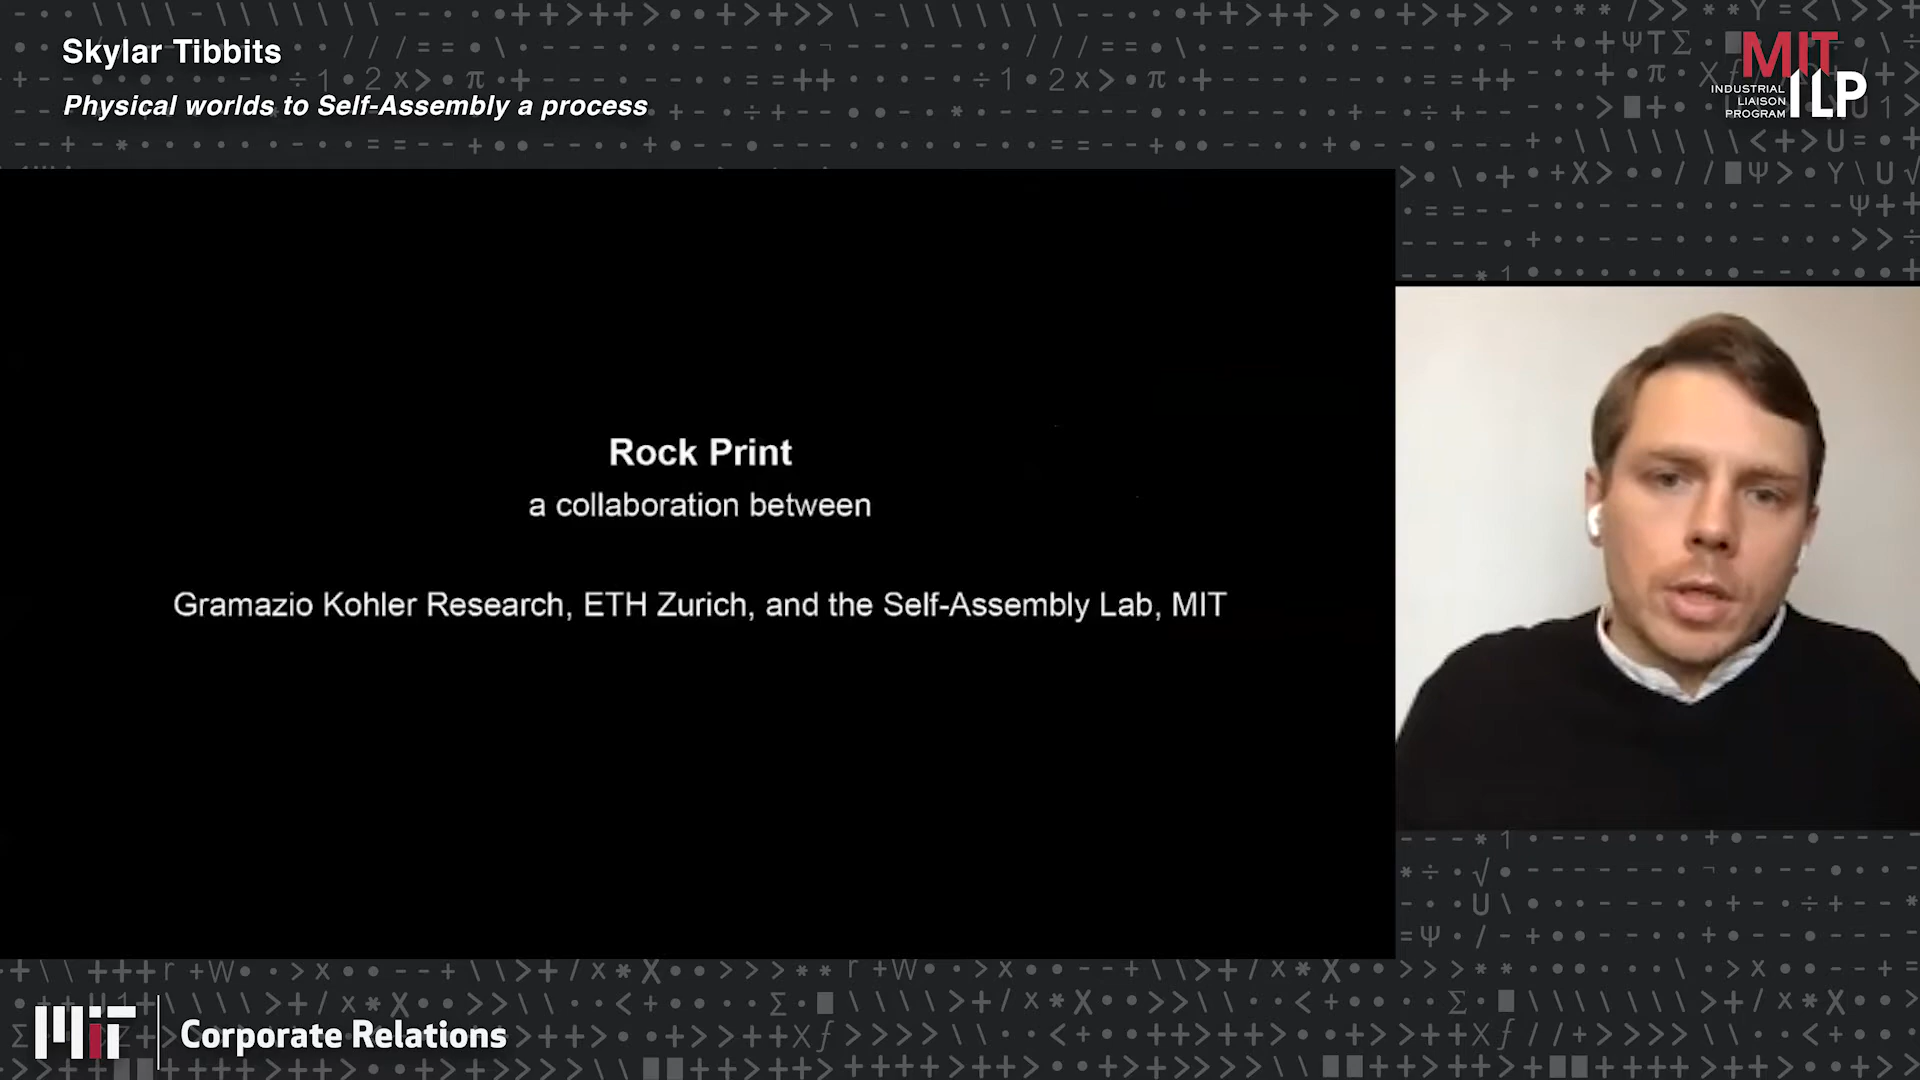 Skylar Tibbits
Physical worlds to Self-Assembly a process
MIT
INDUSTRIAL
LIAISON
PROGRAM
ILP
Rock Print
a collaboration between
Gramazio Kohler Research, ETH Zurich, and the Self-Assembly Lab, MIT
MIT
Corporate Relations